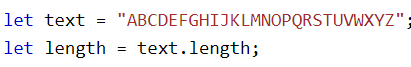 let text = "ABCDEFGHIJKLMNOPQRSTUVWXYZ";
let length = text.length;